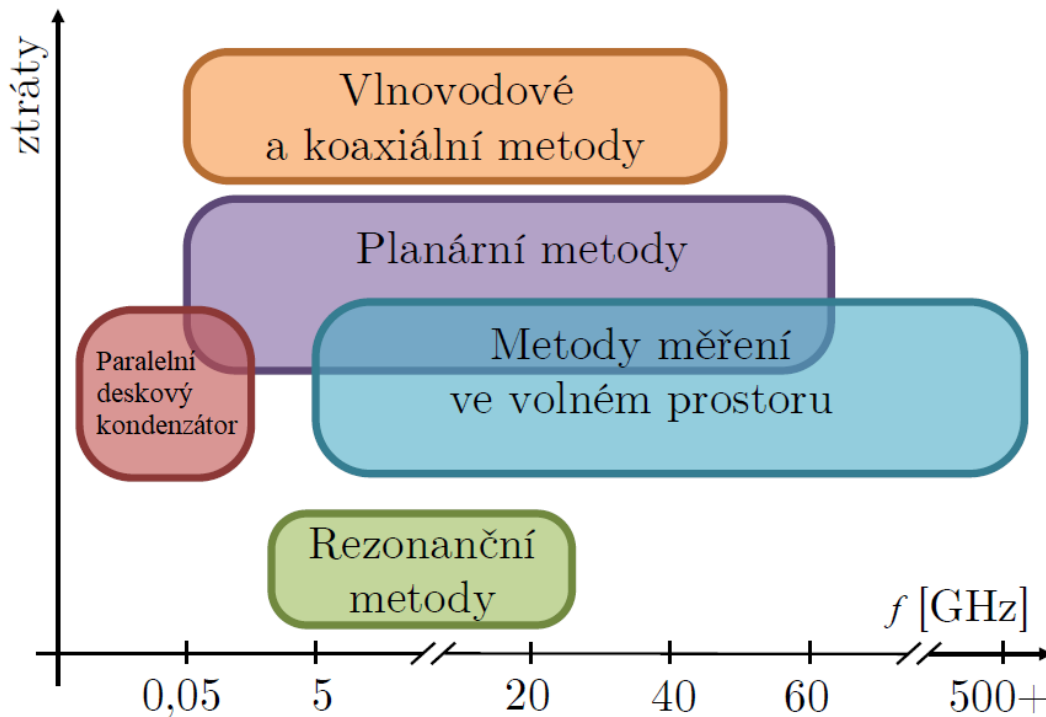 ztráty
Vlnovodové
a koaxiální metody
Planární metody
Paralelní
deskový
kondenzátor
Metody měření
ve volném prostoru
Rezonanční
metody
f [GHz]
0,05
5
20
40
60
500+